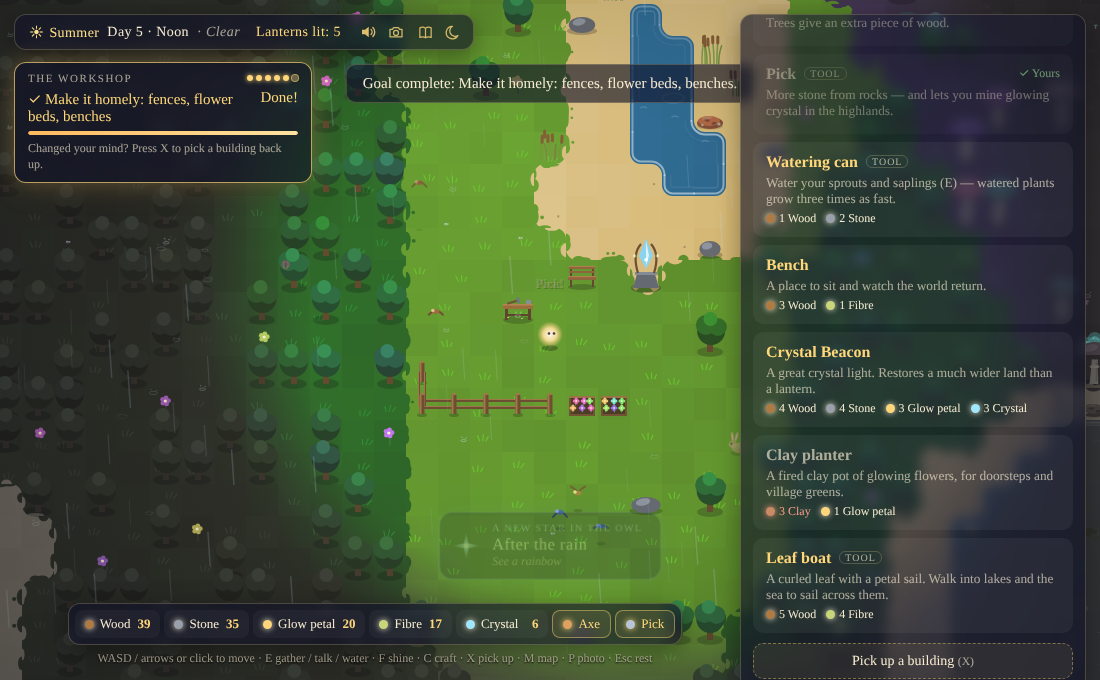 Summer Day 5 · Noon · Clear Lanterns lit: 5
THE WORKSHOP
✓ Make it homely: fences, flower beds, benches Done!
Changed your mind? Press X to pick a building back up.
Goal complete: Make it homely: fences, flower beds, benches.
Pick!
A NEW STAR IN THE OWL
After the rain
See a rainbow
Trees give an extra piece of wood.
Pick TOOL ✓ Yours
More stone from rocks — and lets you mine glowing
crystal in the highlands.
Watering can TOOL
Water your sprouts and saplings (E) — watered plants
grow three times as fast.
1 Wood 2 Stone
Bench
A place to sit and watch the world return.
3 Wood 1 Fibre
Crystal Beacon
A great crystal light. Restores a much wider land than
a lantern.
4 Wood 4 Stone 3 Glow petal 3 Crystal
Clay planter
A fired clay pot of glowing flowers, for doorsteps and
village greens.
3 Clay 1 Glow petal
Leaf boat TOOL
A curled leaf with a petal sail. Walk into lakes and the
sea to sail across them.
5 Wood 4 Fibre
Pick up a building (X)
Wood 39 Stone 35 Glow petal 20 Fibre 17 Crystal 6 Axe Pick
WASD / arrows or click to move · E gather / talk / water · F shine · C craft · X pick up · M map · P photo · Esc rest